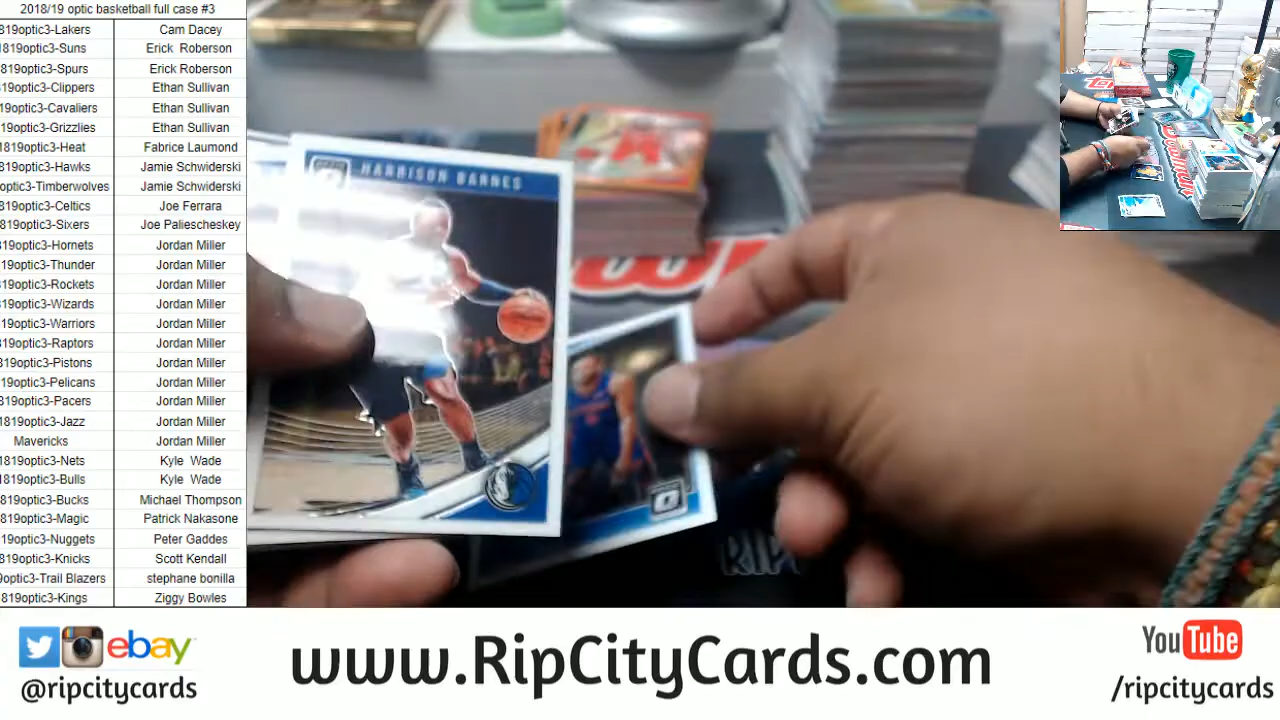 2018/19 optic basketball full case #3
819optic3-Lakers Cam Dacey
1819optic3-Suns Erick Roberson
819optic3-Spurs Erick Roberson
819optic3-Clippers Ethan Sullivan
19optic3-Cavaliers Ethan Sullivan
19optic3-Grizzlies Ethan Sullivan
1819optic3-Heat Fabrice Laumond
819optic3-Hawks Jamie Schwiderski
optic3-Timberwolves Jamie Schwiderski
819optic3-Celtics Joe Ferrara
819optic3-Sixers Joe Paliescheskey
819optic3-Hornets Jordan Miller
19optic3-Thunder Jordan Miller
19optic3-Rockets Jordan Miller
19optic3-Wizards Jordan Miller
19optic3-Warriors Jordan Miller
19optic3-Raptors Jordan Miller
819optic3-Pistons Jordan Miller
19optic3-Pelicans Jordan Miller
819optic3-Pacers Jordan Miller
1819optic3-Jazz Jordan Miller
Mavericks Jordan Miller
1819optic3-Nets Kyle Wade
1819optic3-Bulls Kyle Wade
819optic3-Bucks Michael Thompson
819optic3-Magic Patrick Nakasone
19optic3-Nuggets Peter Gaddes
819optic3-Knicks Scott Kendall
9optic3-Trail Blazers stephane bonilla
819optic3-Kings Ziggy Bowles
HARRISON BARNES
RIP
ebay
@ripcitycards
www.RipCityCards.com
YouTube
/ripcitycards